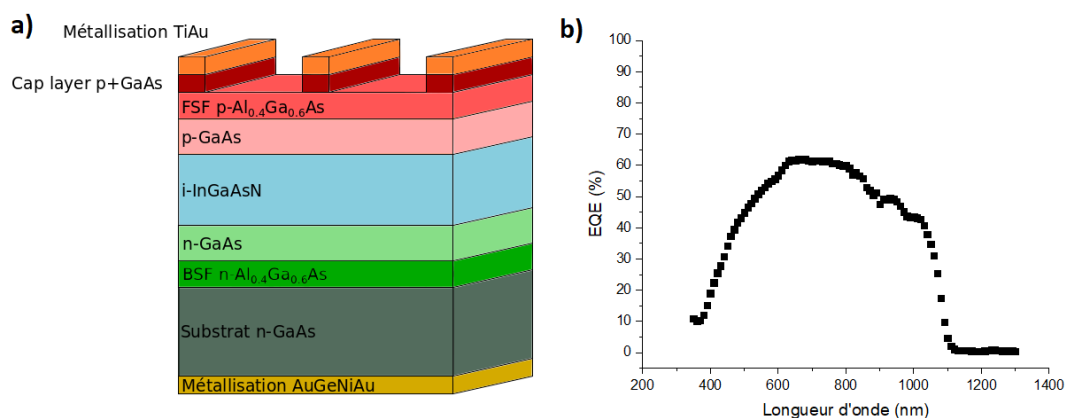 a)
Métallisation TiAu
Cap layer p+GaAs
FSF p-Al0.4Ga0.6As
p-GaAs
i-InGaAsN
n-GaAs
BSF n-Al0.4Ga0.6As
Substrat n-GaAs
Métallisation AuGeNiAu
b)
100
90
80
70
60
50
40
30
20
10
0
EQE (%)
200 400 600 800 1000 1200 1400
Longueur d'onde (nm)